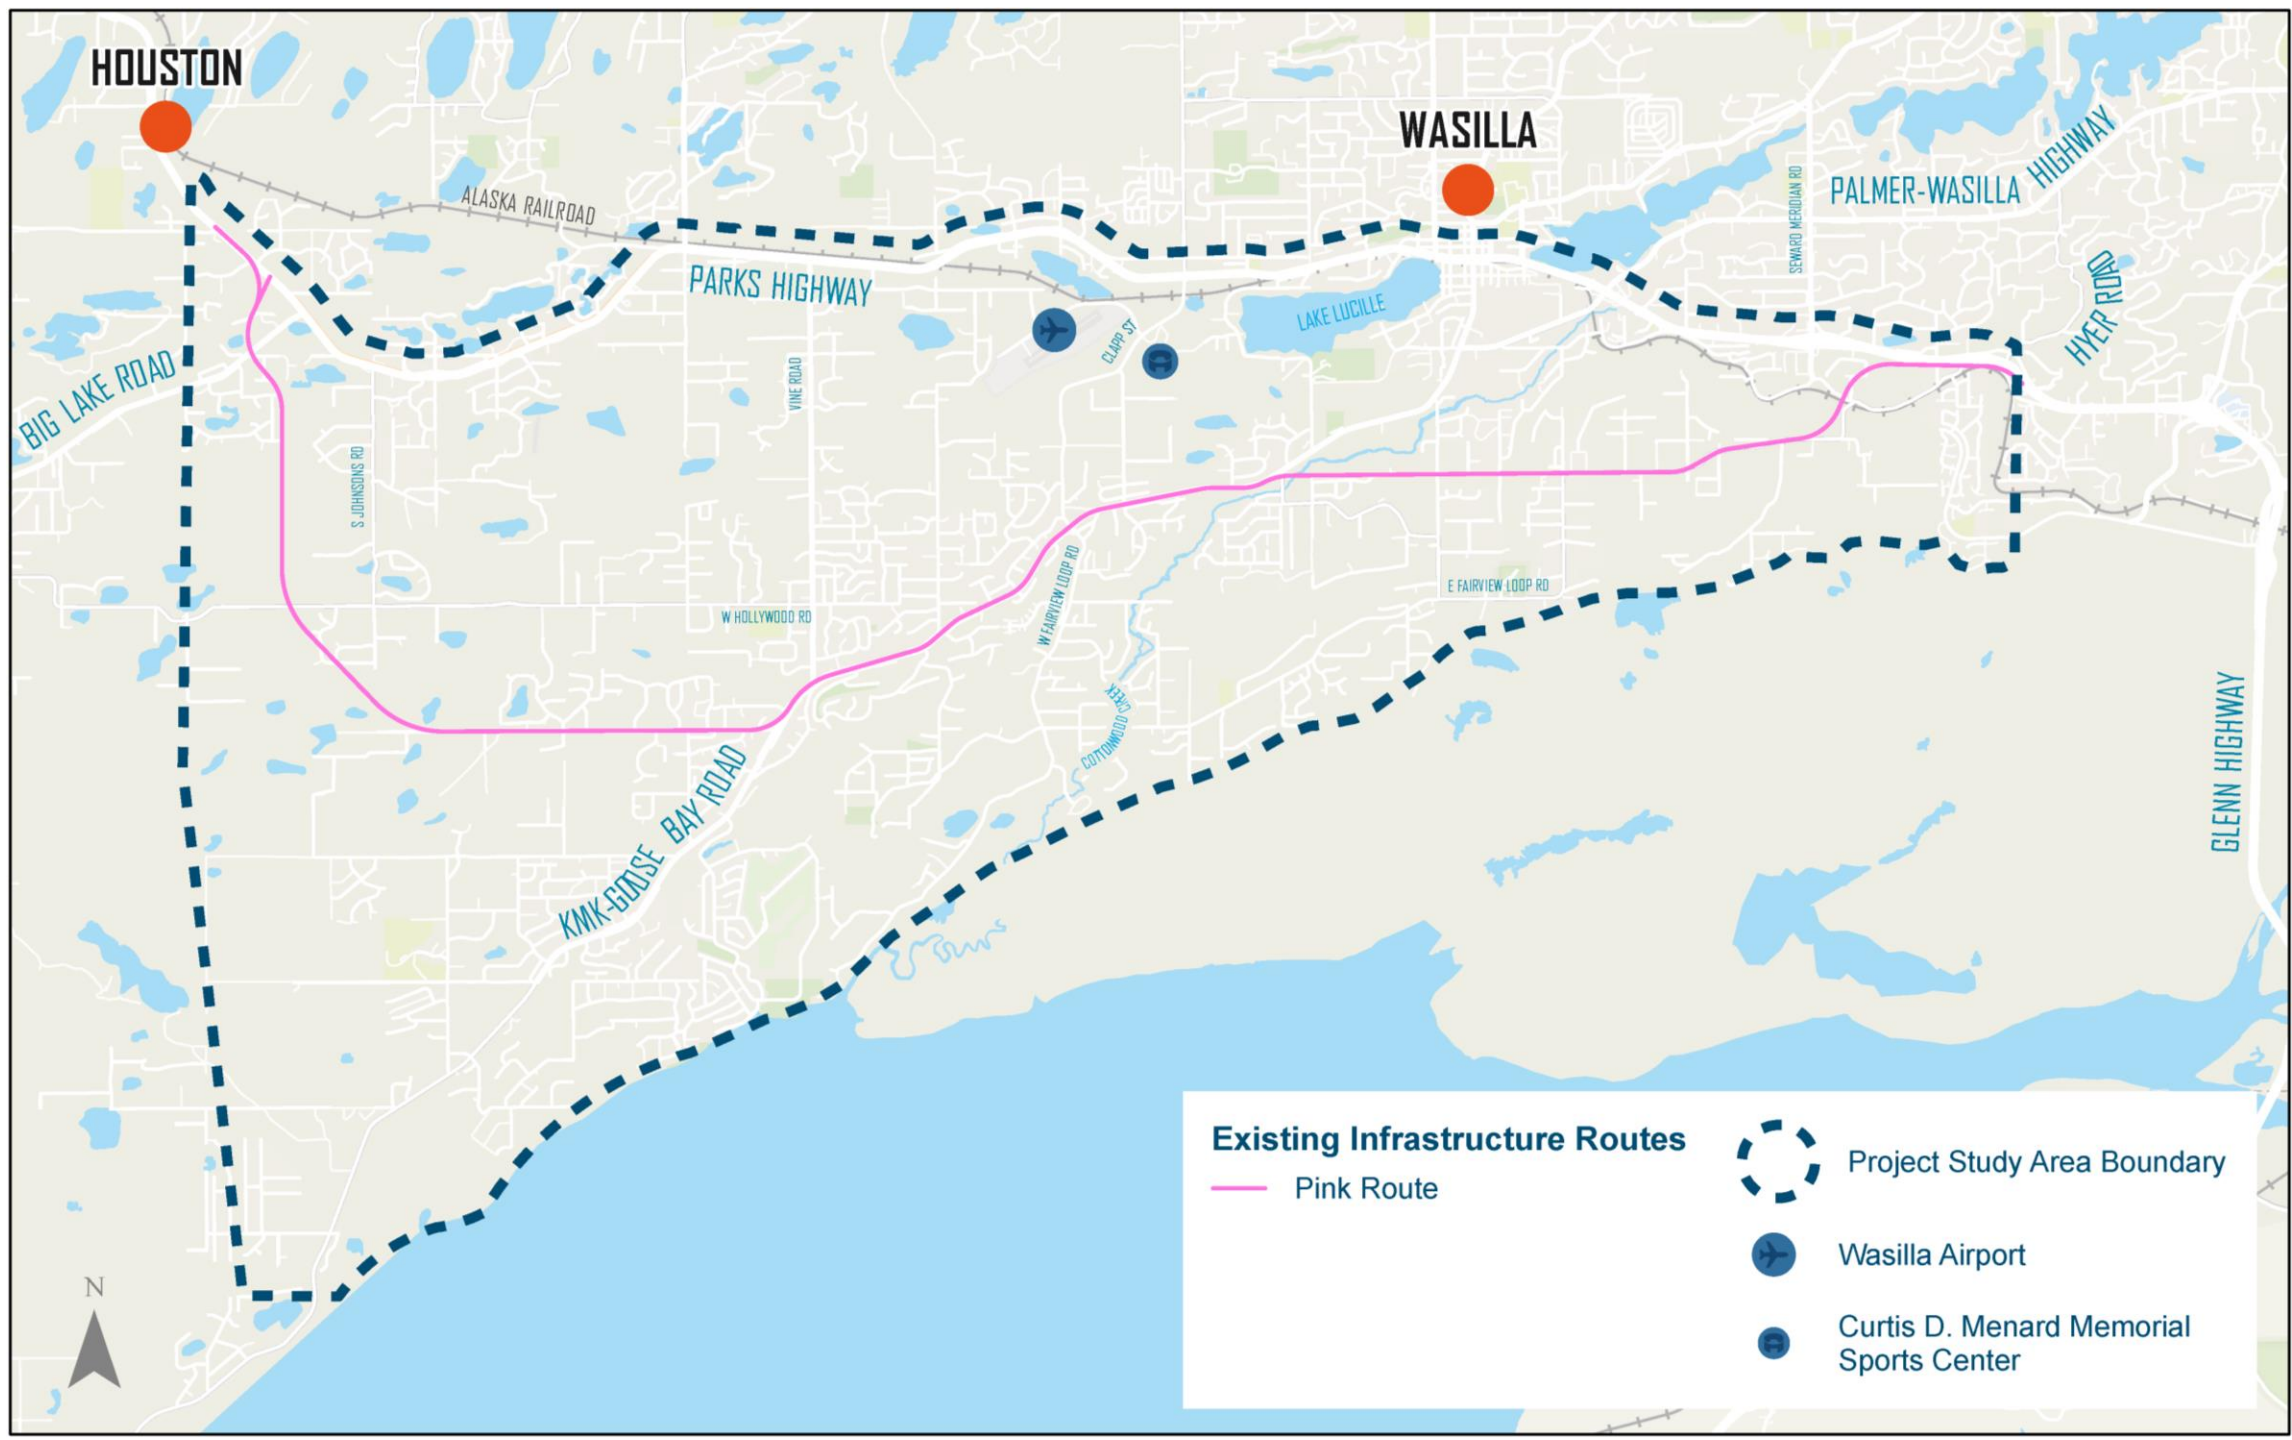 HOUSTON
WASILLA
ALASKA RAILROAD
PALMER-WASILLA HIGHWAY
SEWARD MERIDIAN RD
HYER ROAD
PARKS HIGHWAY
LAKE LUCILLE
CLAPP ST
BIG LAKE ROAD
VINE ROAD
S JOHNSONS RD
W FAIRVIEW LOOP RD
E FAIRVIEW LOOP RD
W HOLLYWOOD RD
COTTONWOOD CREEK
KMK-GOOSE BAY ROAD
GLENN HIGHWAY
N
Existing Infrastructure Routes
Pink Route
Project Study Area Boundary
Wasilla Airport
Curtis D. Menard Memorial
Sports Center